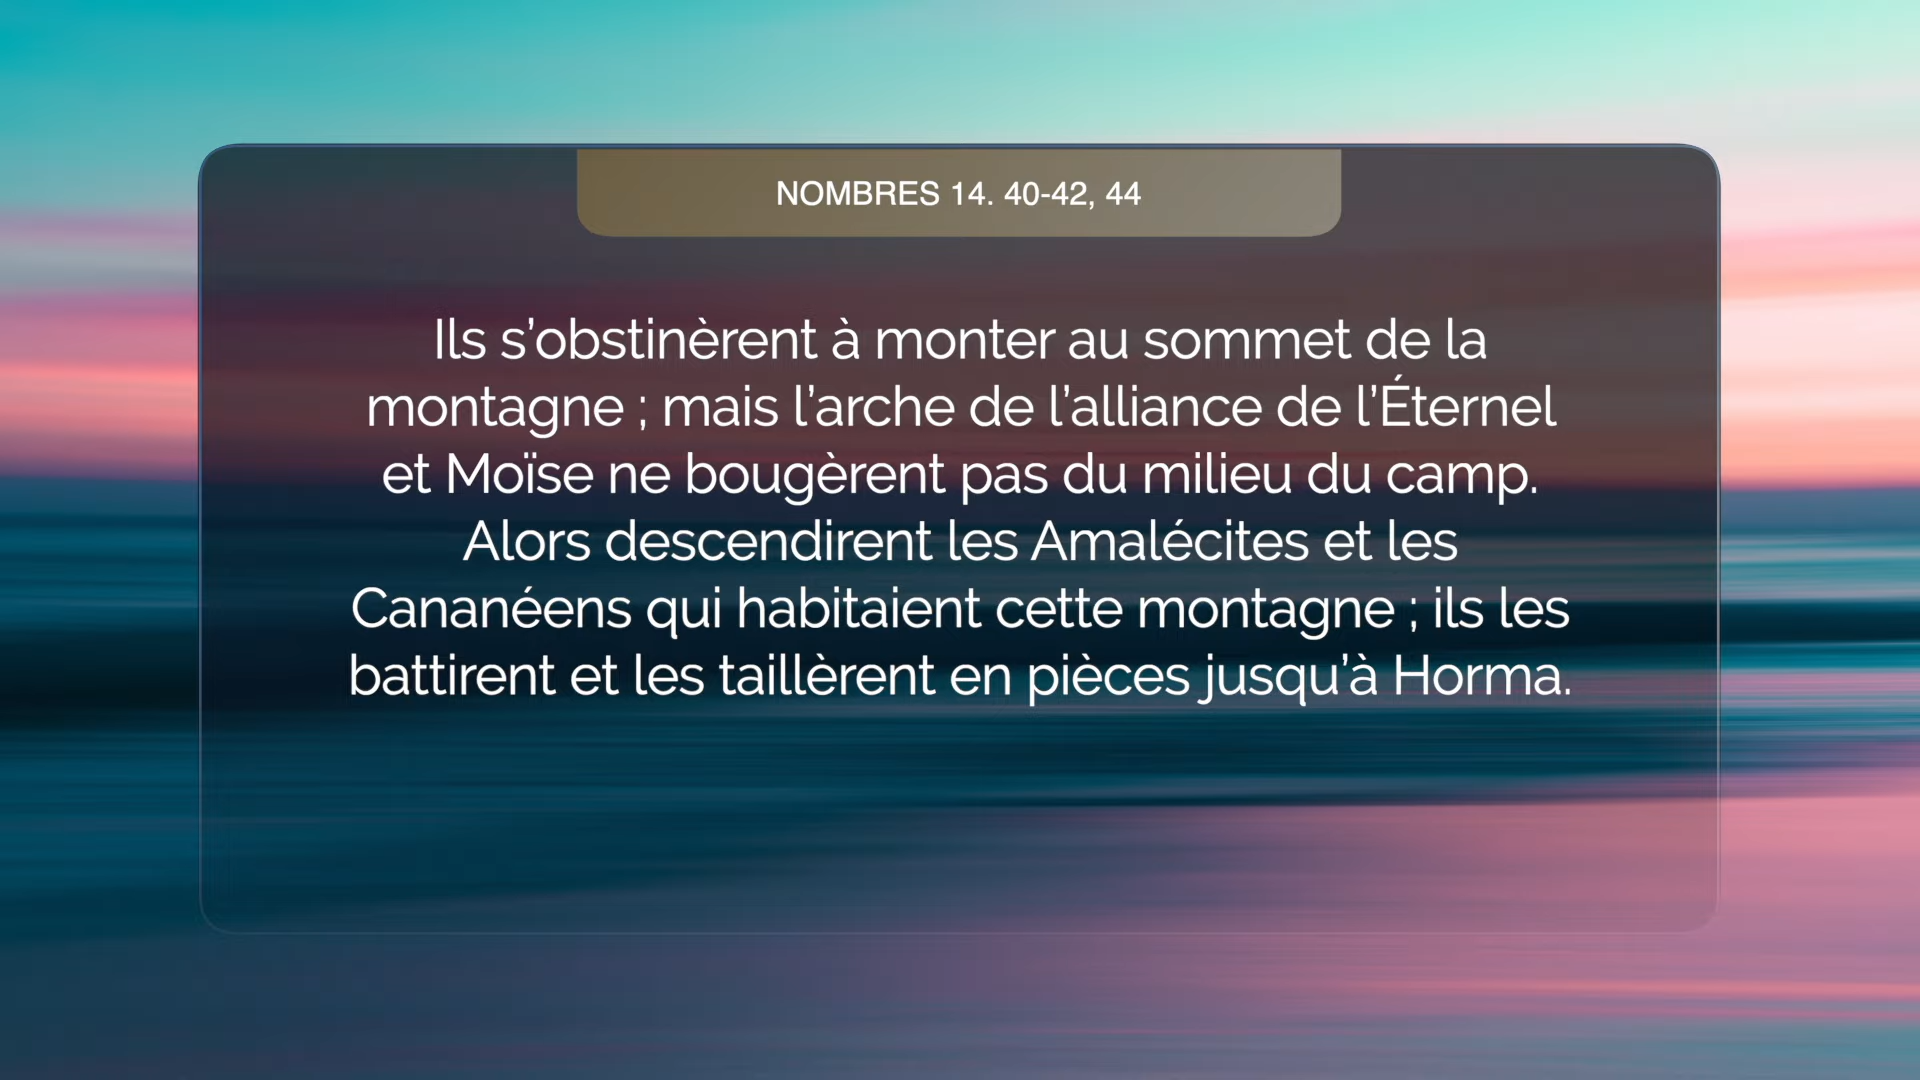 NOMBRES 14. 40-42, 44
Ils s’obstinèrent à monter au sommet de la
montagne ; mais l’arche de l’alliance de l’Éternel
et Moïse ne bougèrent pas du milieu du camp.
Alors descendirent les Amalécites et les
Cananéens qui habitaient cette montagne ; ils les
battirent et les taillèrent en pièces jusqu’à Horma.